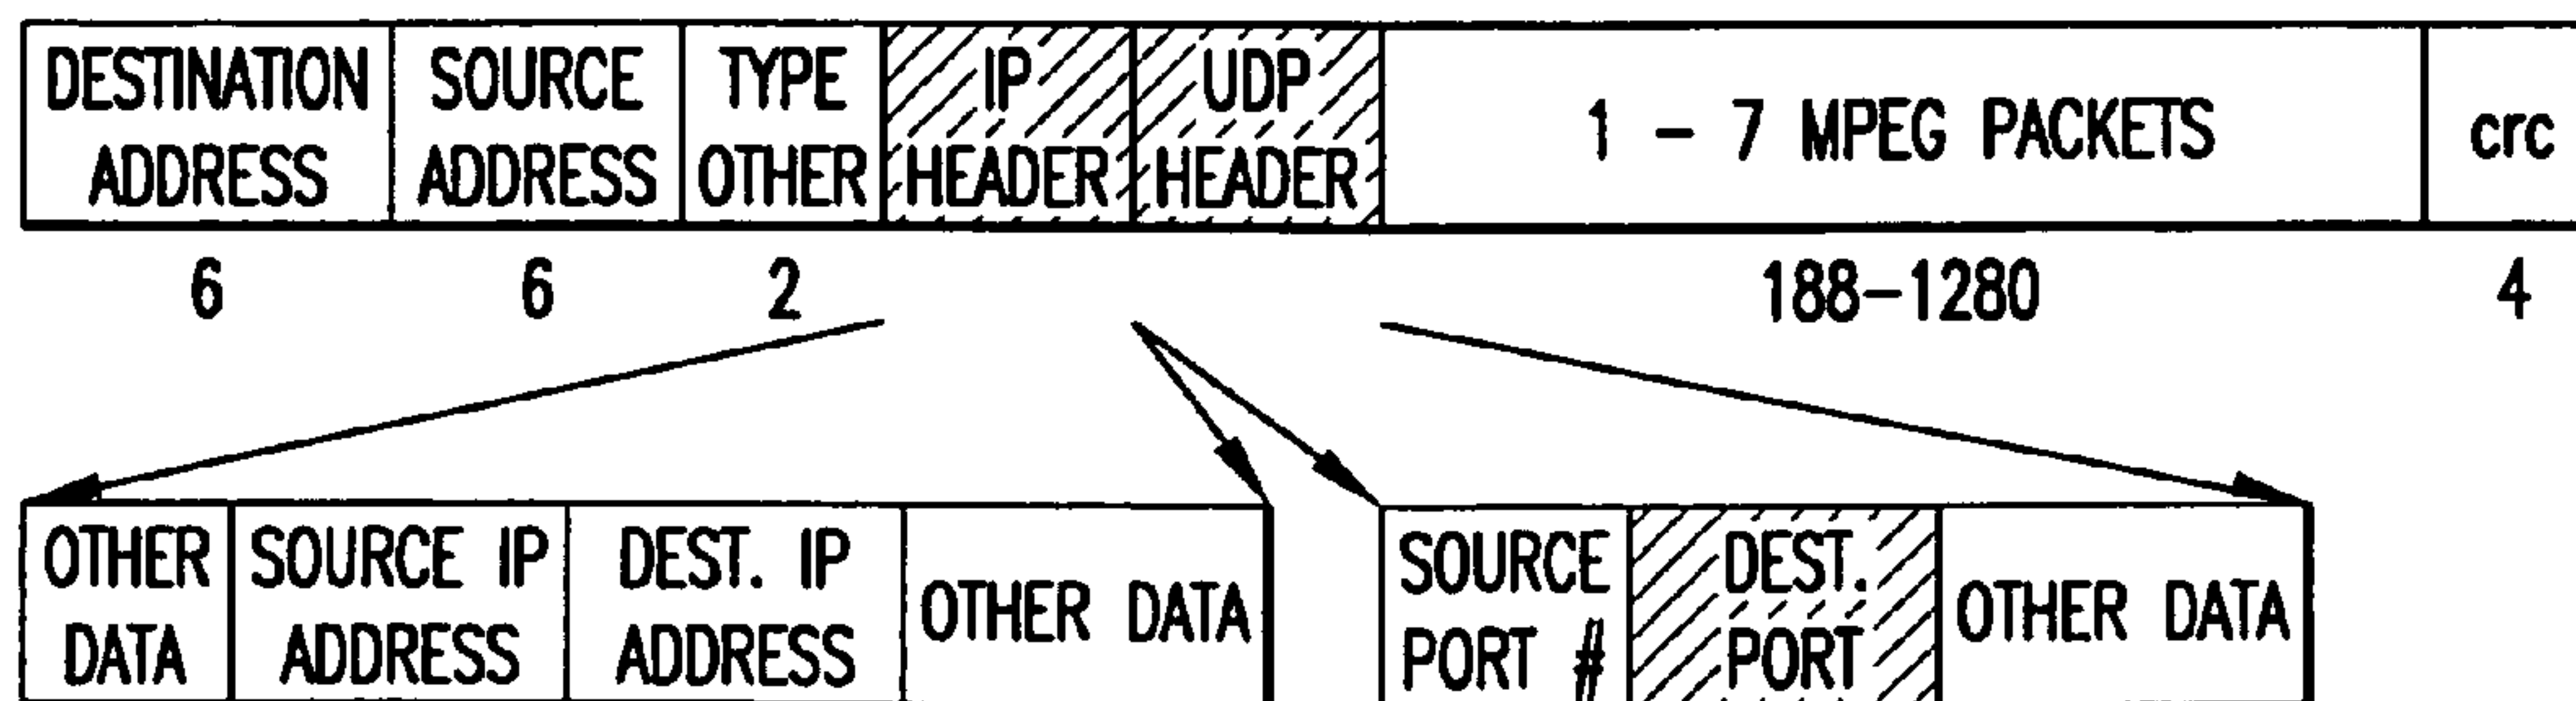 DESTINATION ADDRESS
SOURCE ADDRESS
TYPE OTHER
IP HEADER
UDP HEADER
1 – 7 MPEG PACKETS
crc
6
6
2
188–1280
4
OTHER DATA
SOURCE IP ADDRESS
DEST. IP ADDRESS
OTHER DATA
SOURCE PORT #
DEST. PORT
OTHER DATA